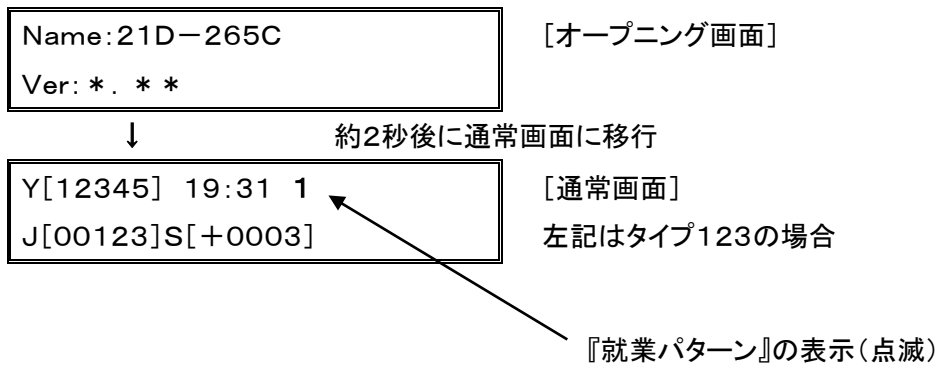 Name:21D－265C
[オープニング画面]
Ver:＊．＊＊
↓
約2秒後に通常画面に移行
Y[12345] 19:31 1
[通常画面]
J[00123]S[＋0003]
左記はタイプ123の場合
『就業パターン』の表示(点滅)